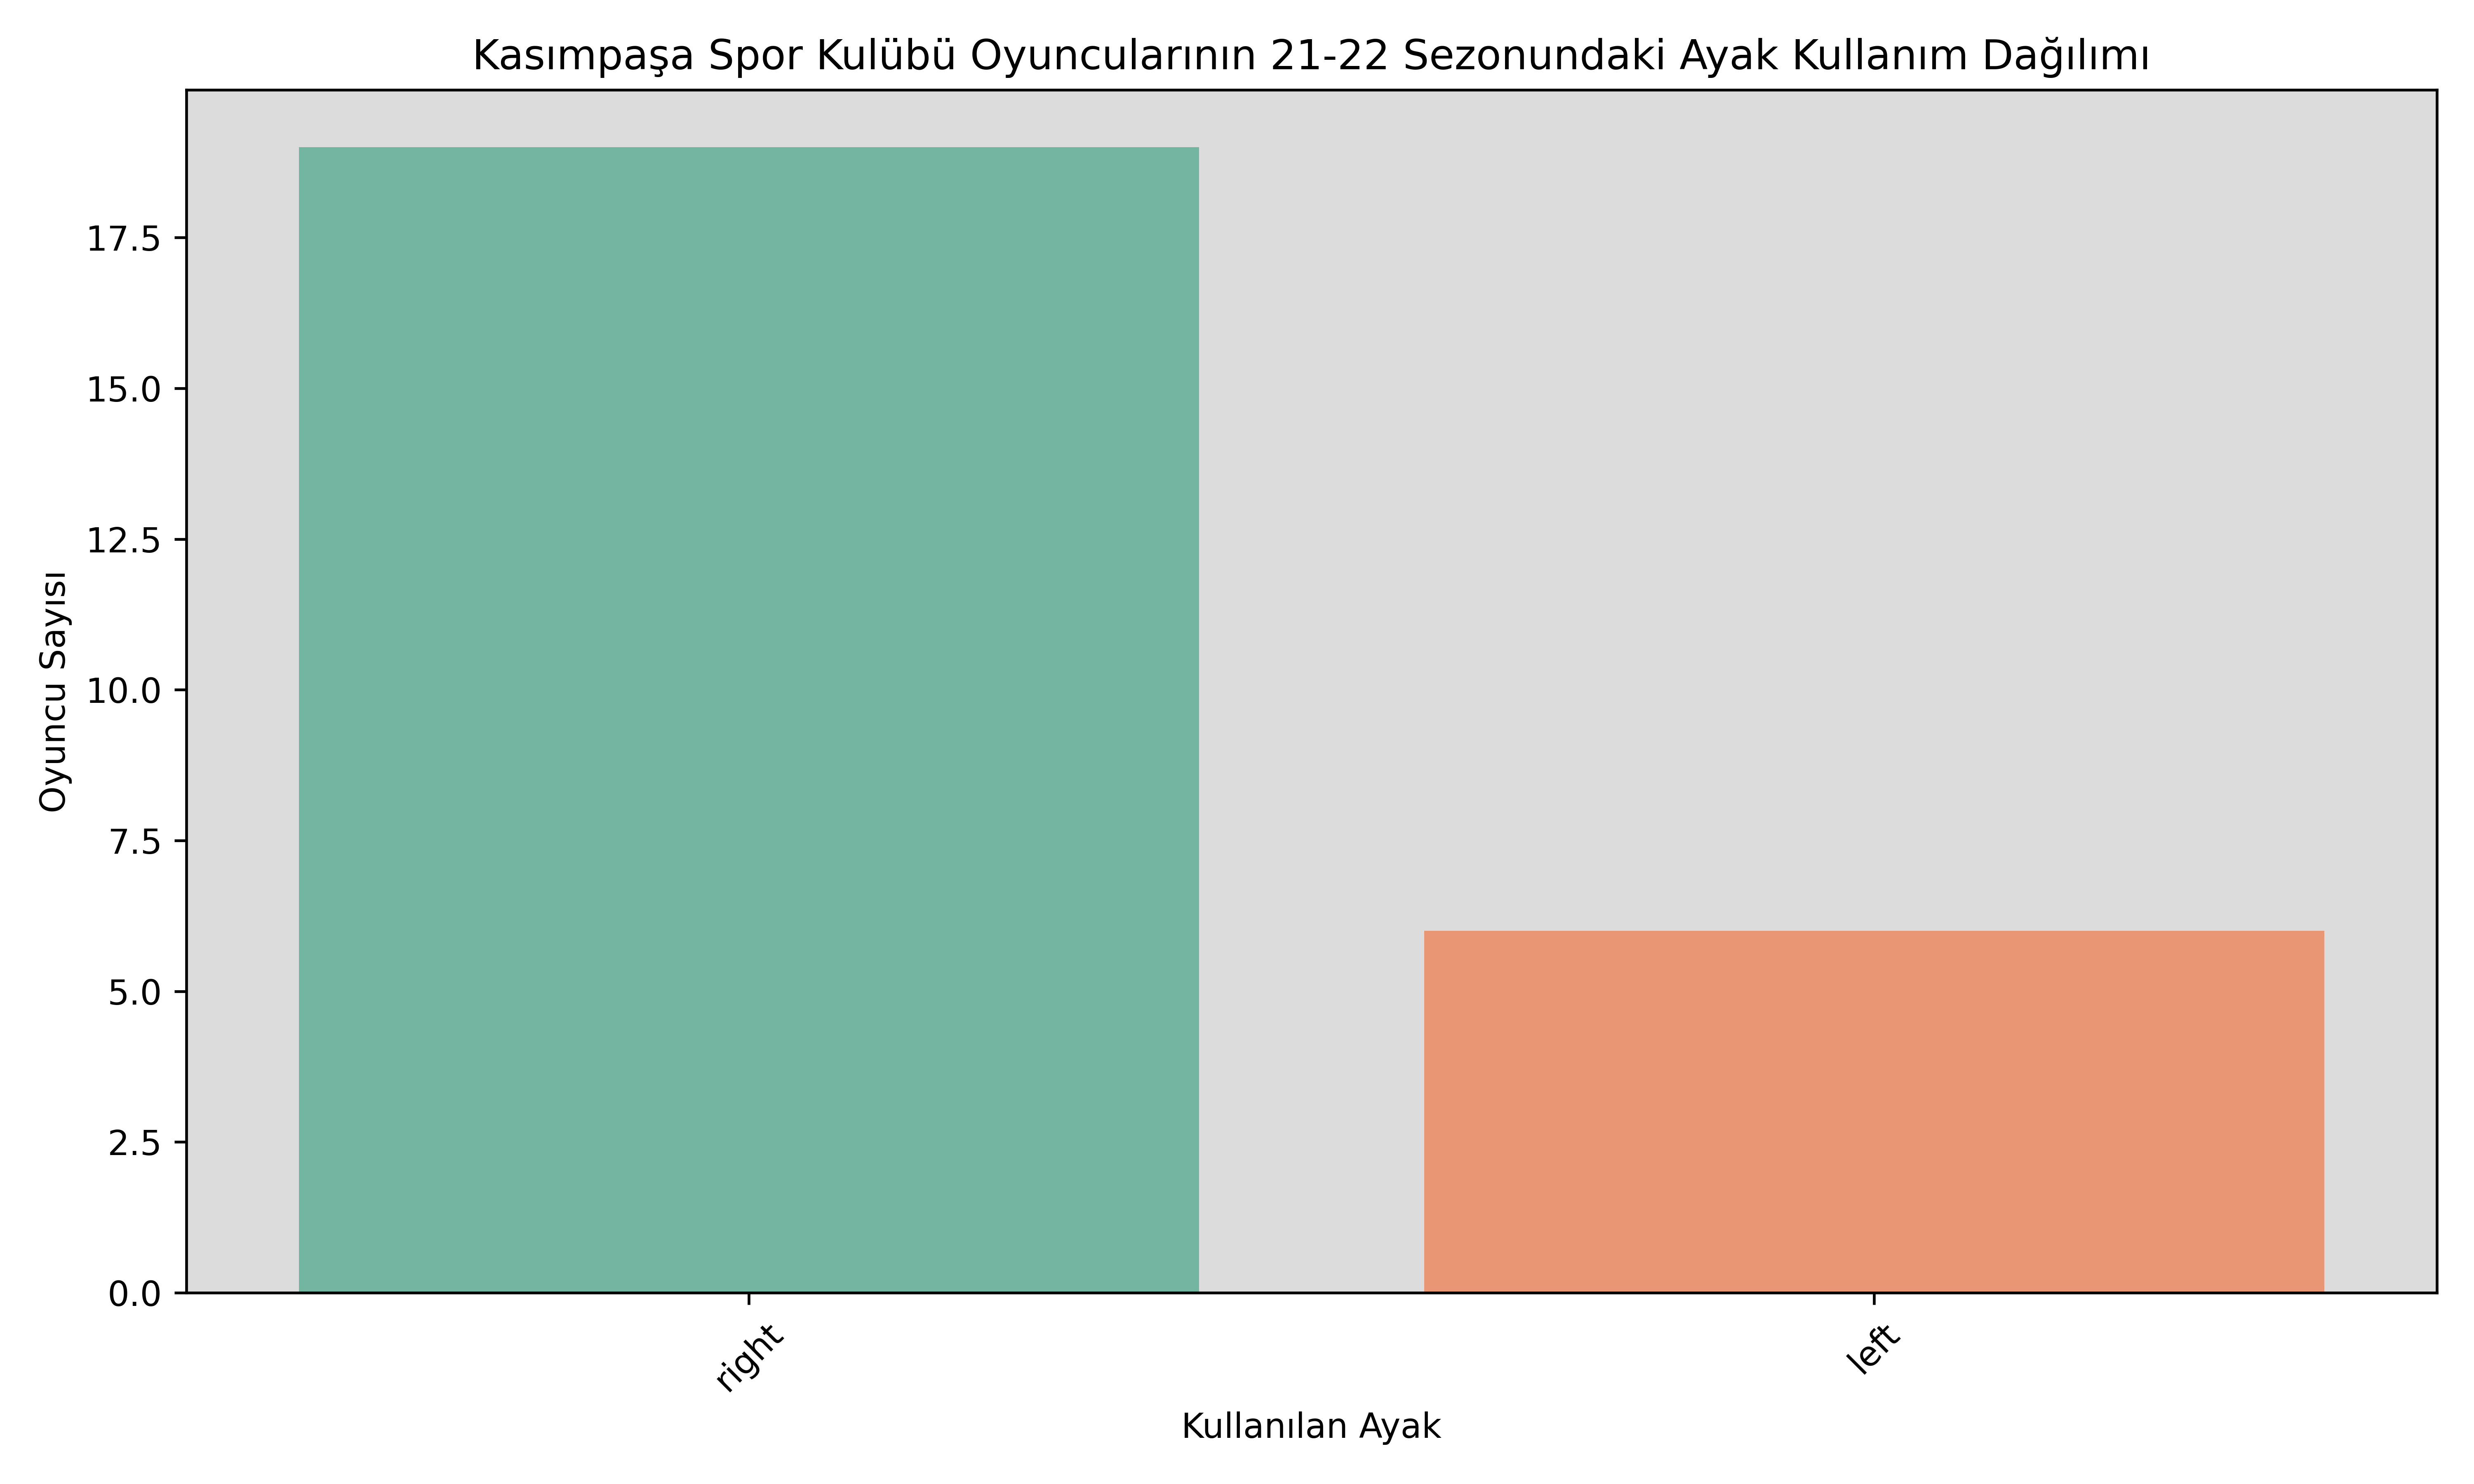 Kasımpaşa Spor Kulübü Oyuncularının 21-22 Sezonundaki Ayak Kullanım Dağılımı
17.5
15.0
12.5
10.0
7.5
5.0
2.5
0.0
Oyuncu Sayısı
right
left
Kullanılan Ayak